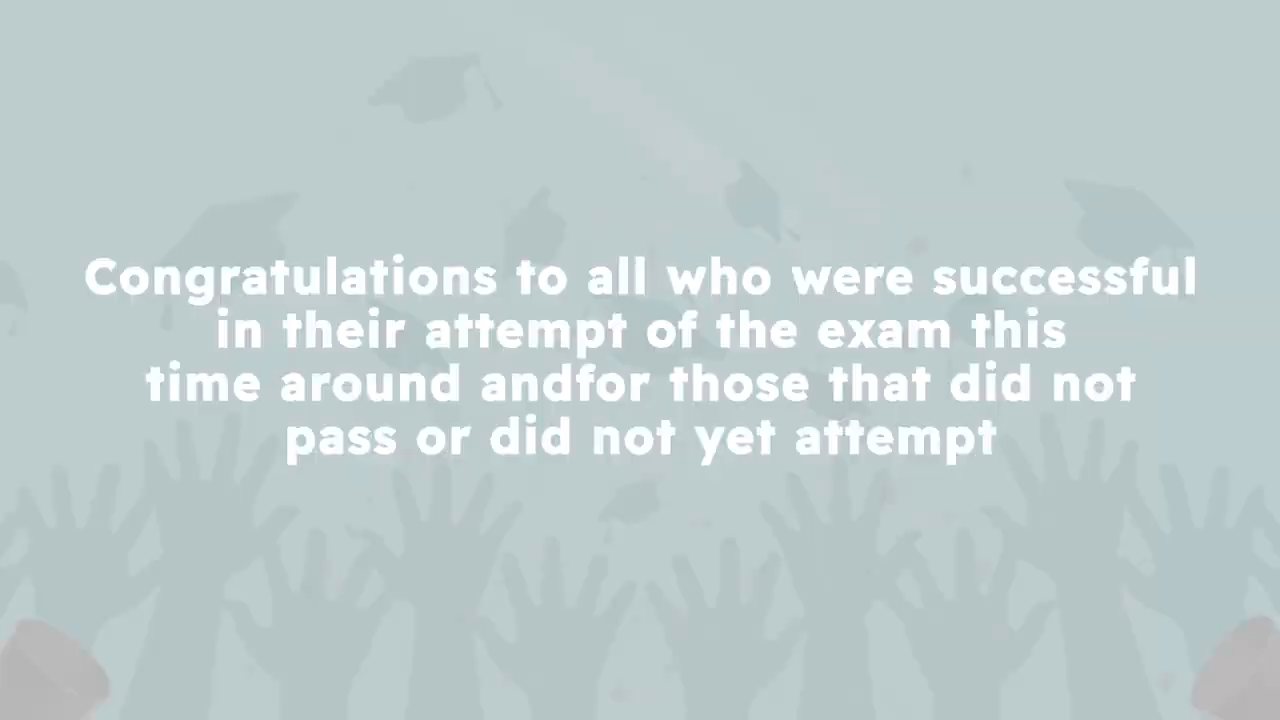 Congratulations to all who were successful
in their attempt of the exam this
time around andfor those that did not
pass or did not yet attempt